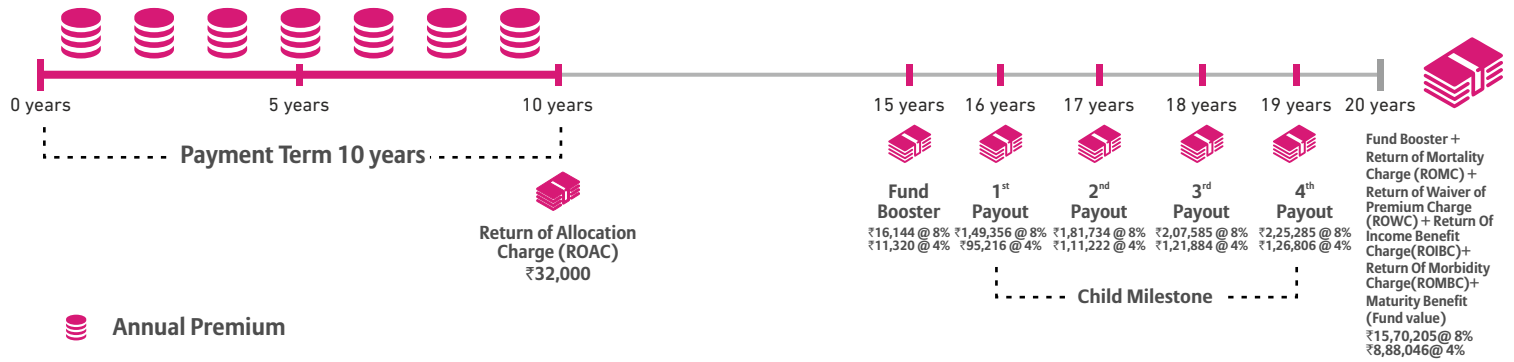 0 years
5 years
10 years
15 years
16 years
17 years
18 years
19 years
20 years
Payment Term 10 years
Return of Allocation
Charge (ROAC)
₹32,000
Fund
Booster
₹16,144 @ 8%
₹11,320 @ 4%
1st
Payout
₹1,49,356 @ 8%
₹95,216 @ 4%
2nd
Payout
₹1,81,734 @ 8%
₹1,11,222 @ 4%
3rd
Payout
₹2,07,585 @ 8%
₹1,21,884 @ 4%
4th
Payout
₹2,25,285 @ 8%
₹1,26,806 @ 4%
Child Milestone
Fund Booster +
Return of Mortality
Charge (ROMC) +
Return of Waiver of
Premium Charge
(ROWC) + Return Of
Income Benefit
Charge(ROIBC)+
Return Of Morbidity
Charge(ROMBC)+
Maturity Benefit
(Fund value)
₹15,70,205@ 8%
₹8,88,046@ 4%
Annual Premium